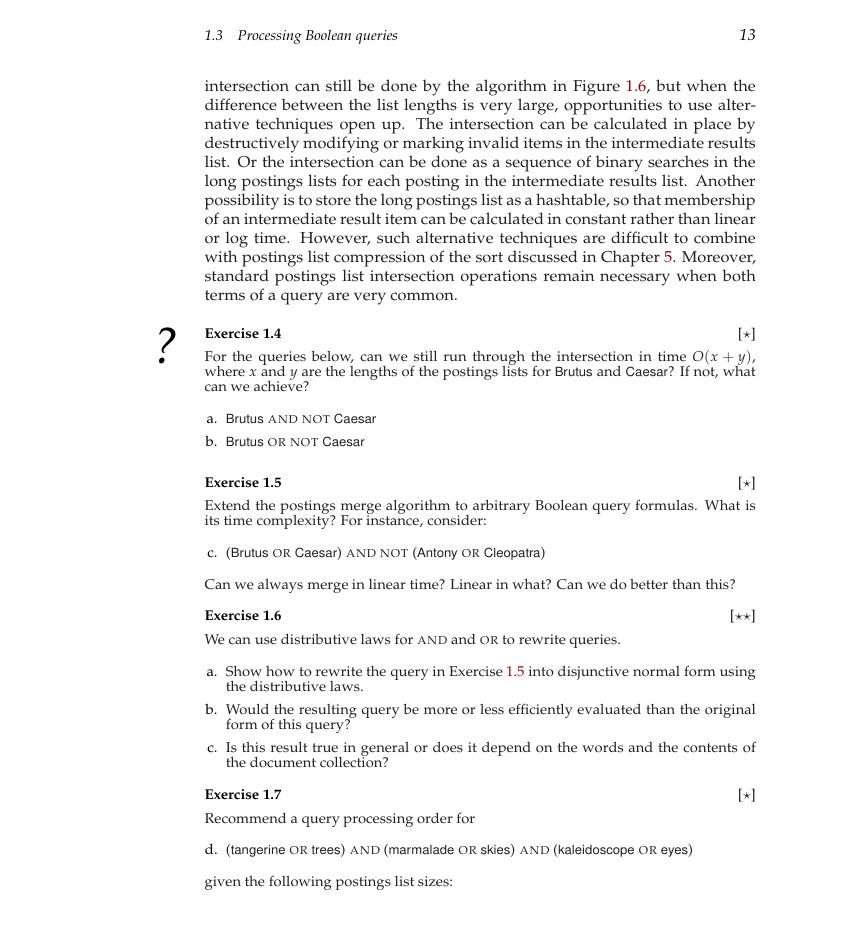 1.3 Processing Boolean queries 13
intersection can still be done by the algorithm in Figure 1.6, but when the
difference between the list lengths is very large, opportunities to use alter-
native techniques open up. The intersection can be calculated in place by
destructively modifying or marking invalid items in the intermediate results
list. Or the intersection can be done as a sequence of binary searches in the
long postings lists for each posting in the intermediate results list. Another
possibility is to store the long postings list as a hashtable, so that membership
of an intermediate result item can be calculated in constant rather than linear
or log time. However, such alternative techniques are difficult to combine
with postings list compression of the sort discussed in Chapter 5. Moreover,
standard postings list intersection operations remain necessary when both
terms of a query are very common.
?
Exercise 1.4 [⋆]
For the queries below, can we still run through the intersection in time O(x + y),
where x and y are the lengths of the postings lists for Brutus and Caesar? If not, what
can we achieve?
a. Brutus AND NOT Caesar
b. Brutus OR NOT Caesar
Exercise 1.5 [⋆]
Extend the postings merge algorithm to arbitrary Boolean query formulas. What is
its time complexity? For instance, consider:
c. (Brutus OR Caesar) AND NOT (Antony OR Cleopatra)
Can we always merge in linear time? Linear in what? Can we do better than this?
Exercise 1.6 [⋆⋆]
We can use distributive laws for AND and OR to rewrite queries.
a. Show how to rewrite the query in Exercise 1.5 into disjunctive normal form using
the distributive laws.
b. Would the resulting query be more or less efficiently evaluated than the original
form of this query?
c. Is this result true in general or does it depend on the words and the contents of
the document collection?
Exercise 1.7 [⋆]
Recommend a query processing order for
d. (tangerine OR trees) AND (marmalade OR skies) AND (kaleidoscope OR eyes)
given the following postings list sizes: